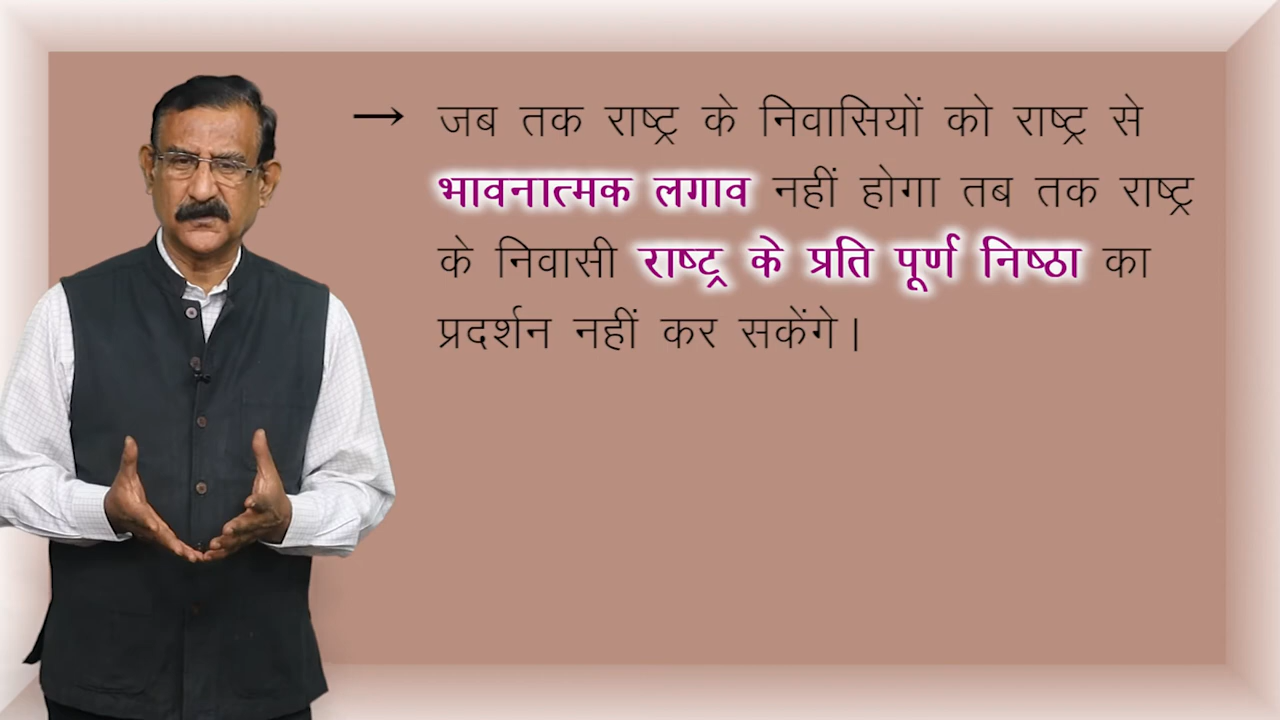 → जब तक राष्ट्र के निवासियों को राष्ट्र से
भावनात्मक लगाव नहीं होगा तब तक राष्ट्र
के निवासी राष्ट्र के प्रति पूर्ण निष्ठा का
प्रदर्शन नहीं कर सकेंगे।